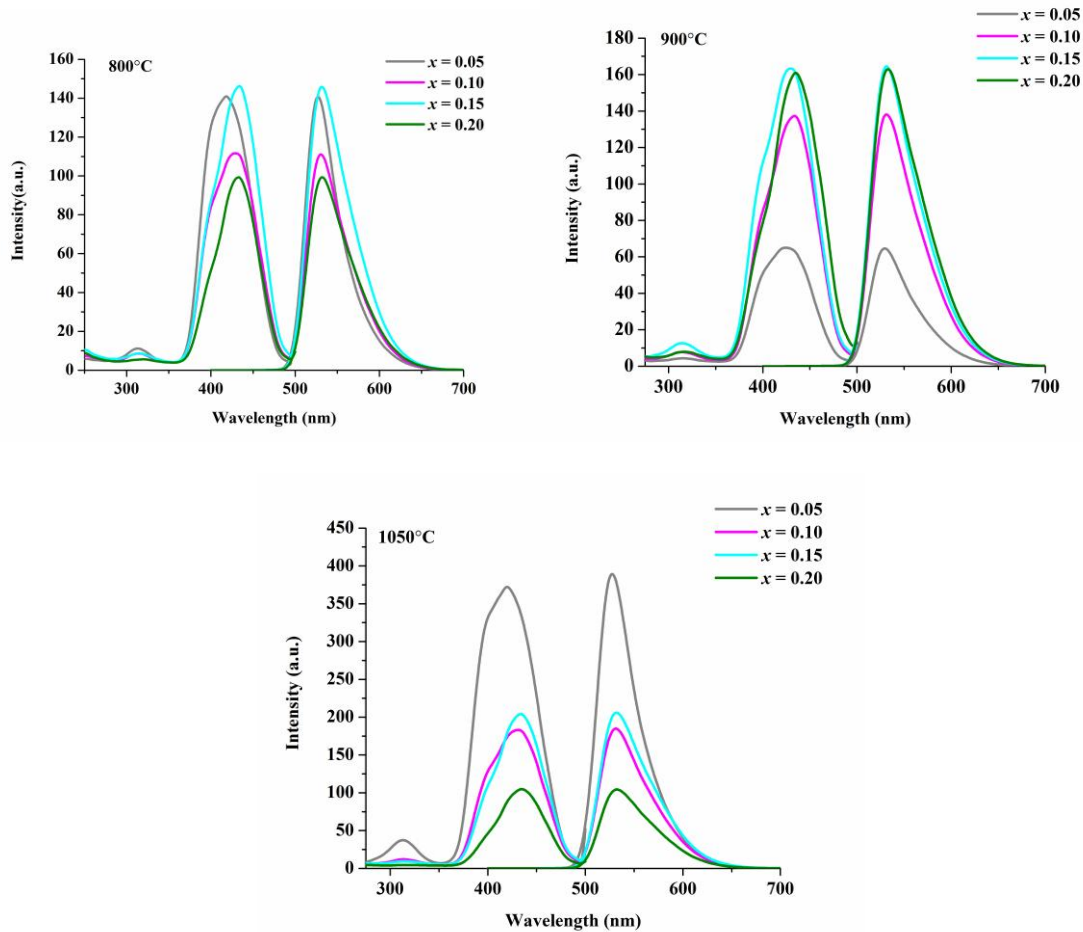 800°C
x = 0.05
x = 0.10
x = 0.15
x = 0.20
160
140
120
100
80
60
40
20
0
Intensity(a.u.)
300 400 500 600 700
Wavelength (nm)
900°C
x = 0.05
x = 0.10
x = 0.15
x = 0.20
180
160
140
120
100
80
60
40
20
0
Intensity (a.u.)
300 400 500 600 700
Wavelength (nm)
1050°C
x = 0.05
x = 0.10
x = 0.15
x = 0.20
450
400
350
300
250
200
150
100
50
0
Intensity (a.u.)
300 400 500 600 700
Wavelength (nm)